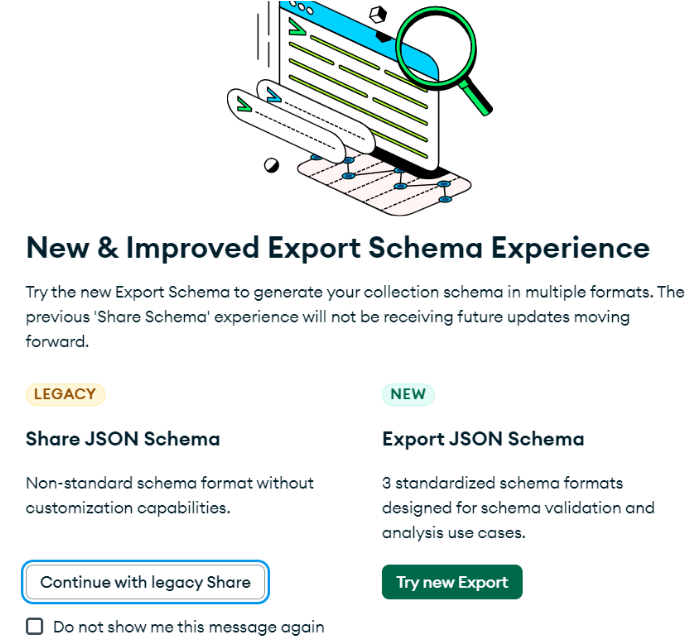 New & Improved Export Schema Experience
Try the new Export Schema to generate your collection schema in multiple formats. The
previous 'Share Schema' experience will not be receiving future updates moving
forward.
LEGACY
Share JSON Schema
Non-standard schema format without
customization capabilities.
Continue with legacy Share
Do not show me this message again
NEW
Export JSON Schema
3 standardized schema formats
designed for schema validation and
analysis use cases.
Try new Export